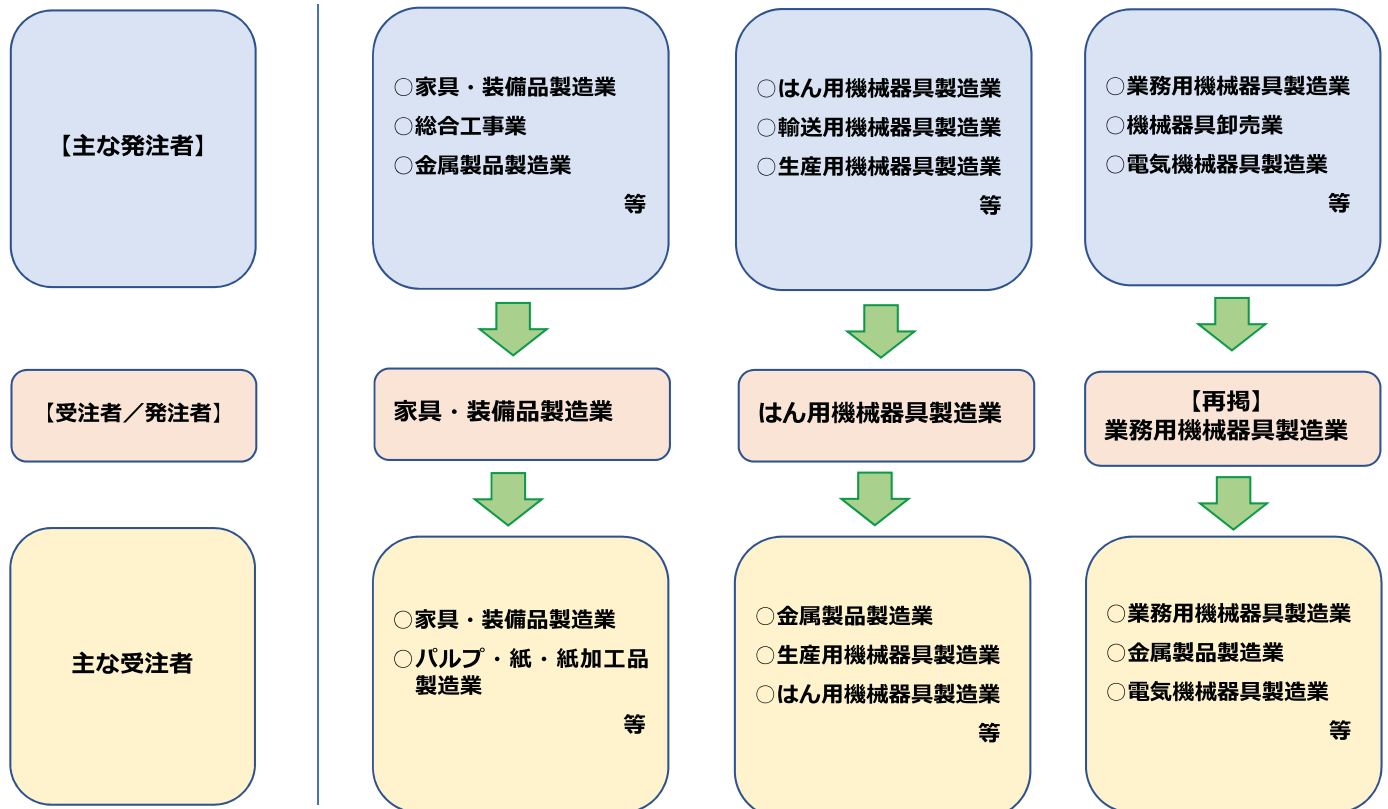 【主な発注者】
○家具・装備品製造業
○総合工事業
○金属製品製造業
等
○はん用機械器具製造業
○輸送用機械器具製造業
○生産用機械器具製造業
等
○業務用機械器具製造業
○機械器具卸売業
○電気機械器具製造業
等
【受注者／発注者】
家具・装備品製造業
はん用機械器具製造業
【再掲】
業務用機械器具製造業
主な受注者
○家具・装備品製造業
○パルプ・紙・紙加工品
製造業
等
○金属製品製造業
○生産用機械器具製造業
○はん用機械器具製造業
等
○業務用機械器具製造業
○金属製品製造業
○電気機械器具製造業
等